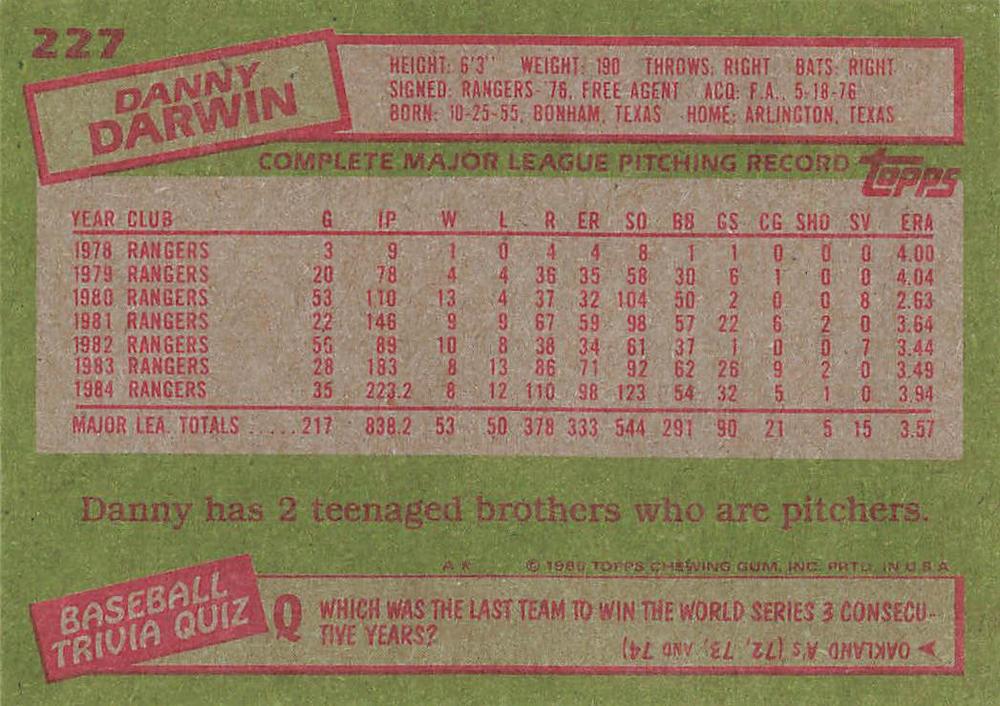 227
DANNY
DARWIN
HEIGHT: 6'3" WEIGHT: 190 THROWS: RIGHT BATS: RIGHT
SIGNED: RANGERS '76, FREE AGENT ACQ: F.A., 5-18-76
BORN: 10-25-55, BONHAM, TEXAS HOME: ARLINGTON, TEXAS
COMPLETE MAJOR LEAGUE PITCHING RECORD topps
YEAR CLUB G IP W L R ER SO BB GS CG SHO SV ERA
1978 RANGERS 3 9 1 0 4 4 8 1 1 0 0 0 4.00
1979 RANGERS 20 78 4 4 36 35 58 30 6 1 0 0 4.04
1980 RANGERS 53 110 13 4 37 32 104 50 2 0 0 8 2.63
1981 RANGERS 22 146 9 9 67 59 98 57 22 6 2 0 3.64
1982 RANGERS 56 89 10 8 38 34 61 37 1 0 0 7 3.44
1983 RANGERS 28 183 8 13 86 71 92 62 26 9 2 0 3.49
1984 RANGERS 35 223.2 8 12 110 98 123 54 32 5 1 0 3.94
MAJOR LEA. TOTALS .....217 838.2 53 50 378 333 544 291 90 21 5 15 3.57
Danny has 2 teenaged brothers who are pitchers.
© 1985 TOPPS CHEWING GUM, INC. PRTD. IN U.S.A.
BASEBALL
TRIVIA QUIZ
Q WHICH WAS THE LAST TEAM TO WIN THE WORLD SERIES 3 CONSECU-
TIVE YEARS?
OAKLAND A's (72, 73, AND 74)